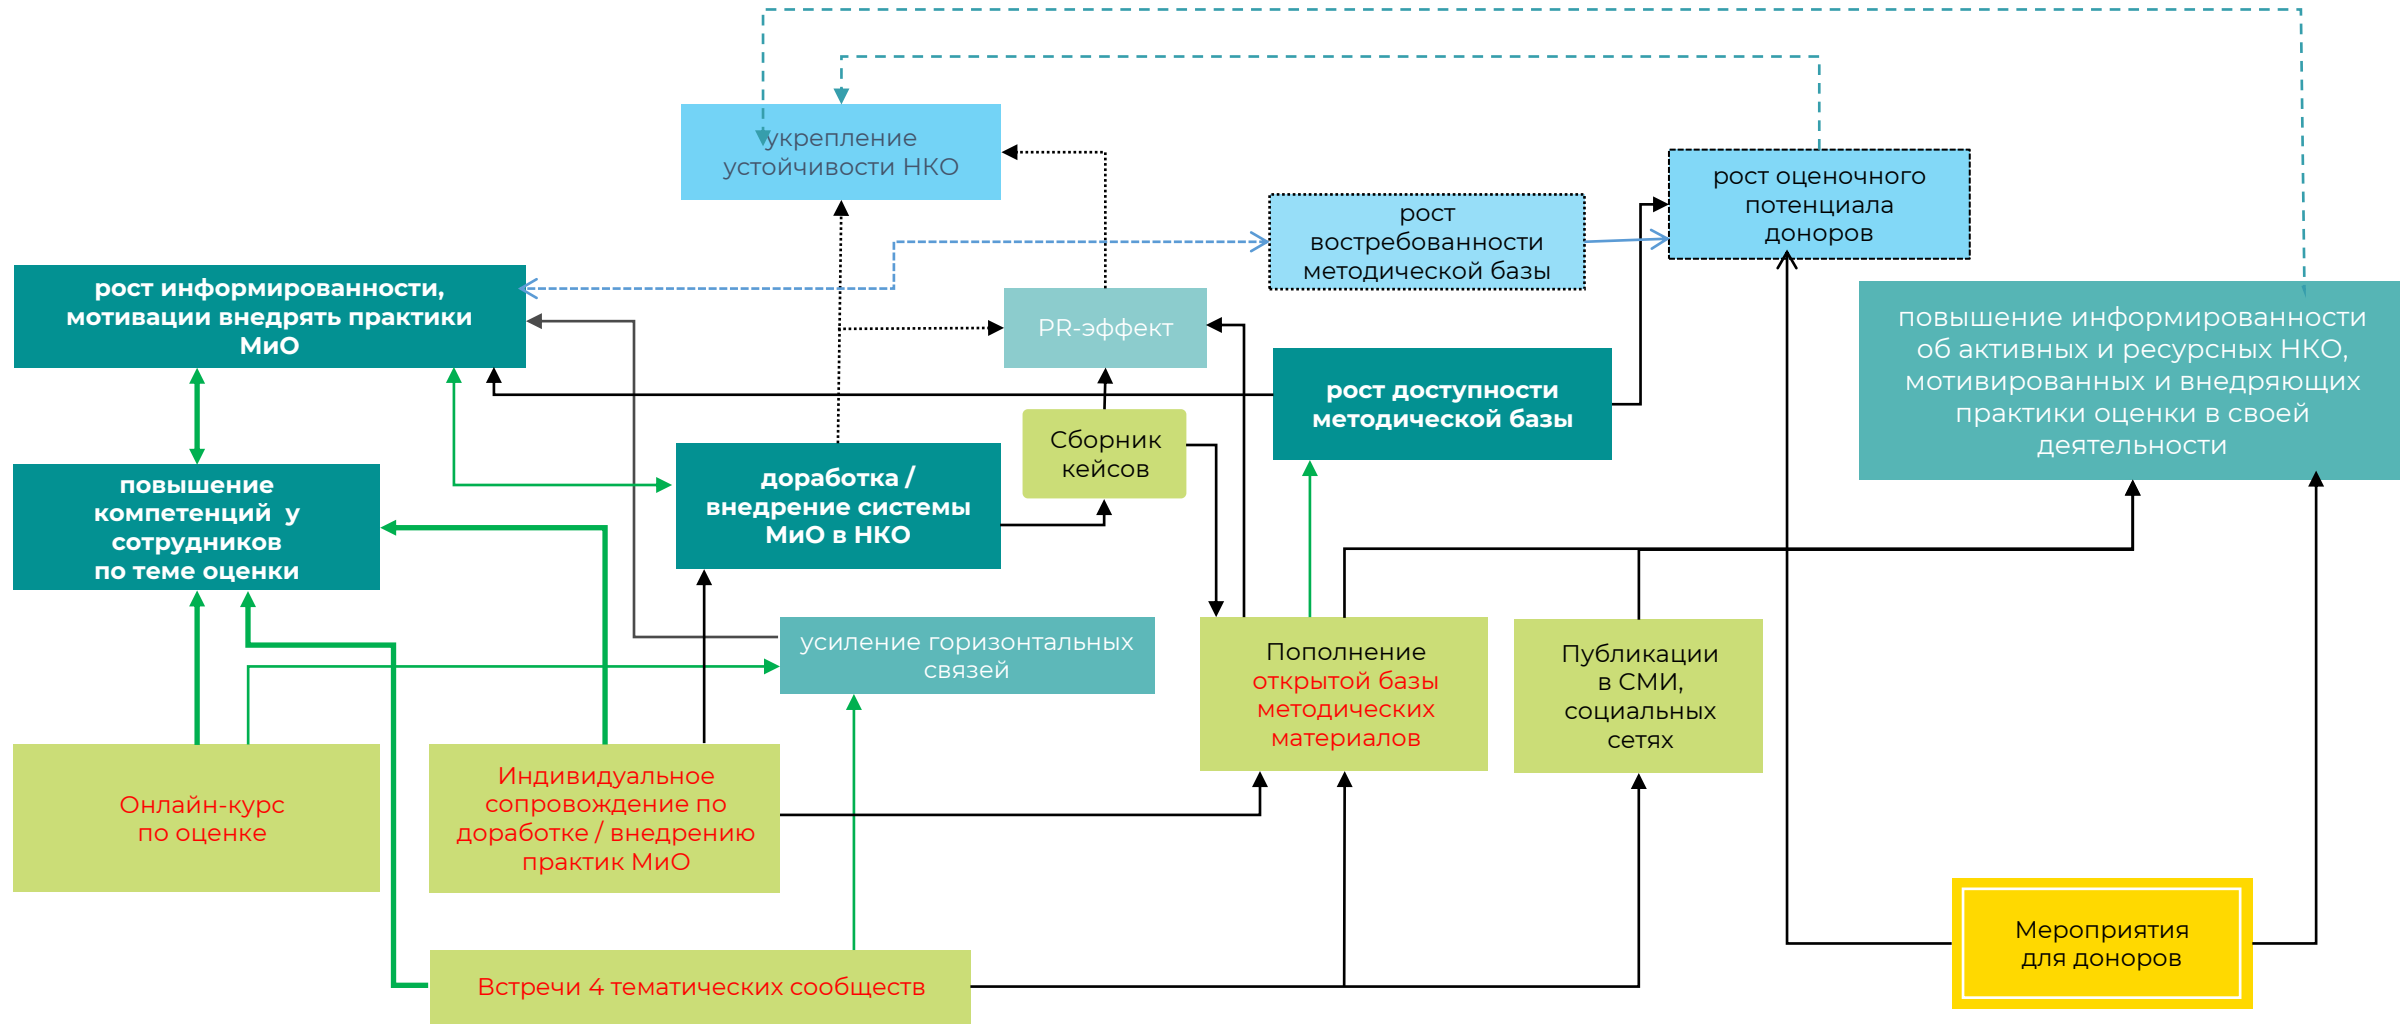 укрепление
устойчивости НКО
рост оценочного
потенциала
доноров
рост
востребованности
методической базы
рост информированности,
мотивации внедрять практики
МиО
PR-эффект
повышение информированности
об активных и ресурсных НКО,
мотивированных и внедряющих
практики оценки в своей
деятельности
рост доступности
методической базы
Сборник
кейсов
повышение
компетенций у
сотрудников
по теме оценки
доработка /
внедрение системы
МиО в НКО
усиление горизонтальных
связей
Пополнение
открытой базы
методических
материалов
Публикации
в СМИ,
социальных
сетях
Онлайн-курс
по оценке
Индивидуальное
сопровождение по
доработке / внедрению
практик МиО
Мероприятия
для доноров
Встречи 4 тематических сообществ